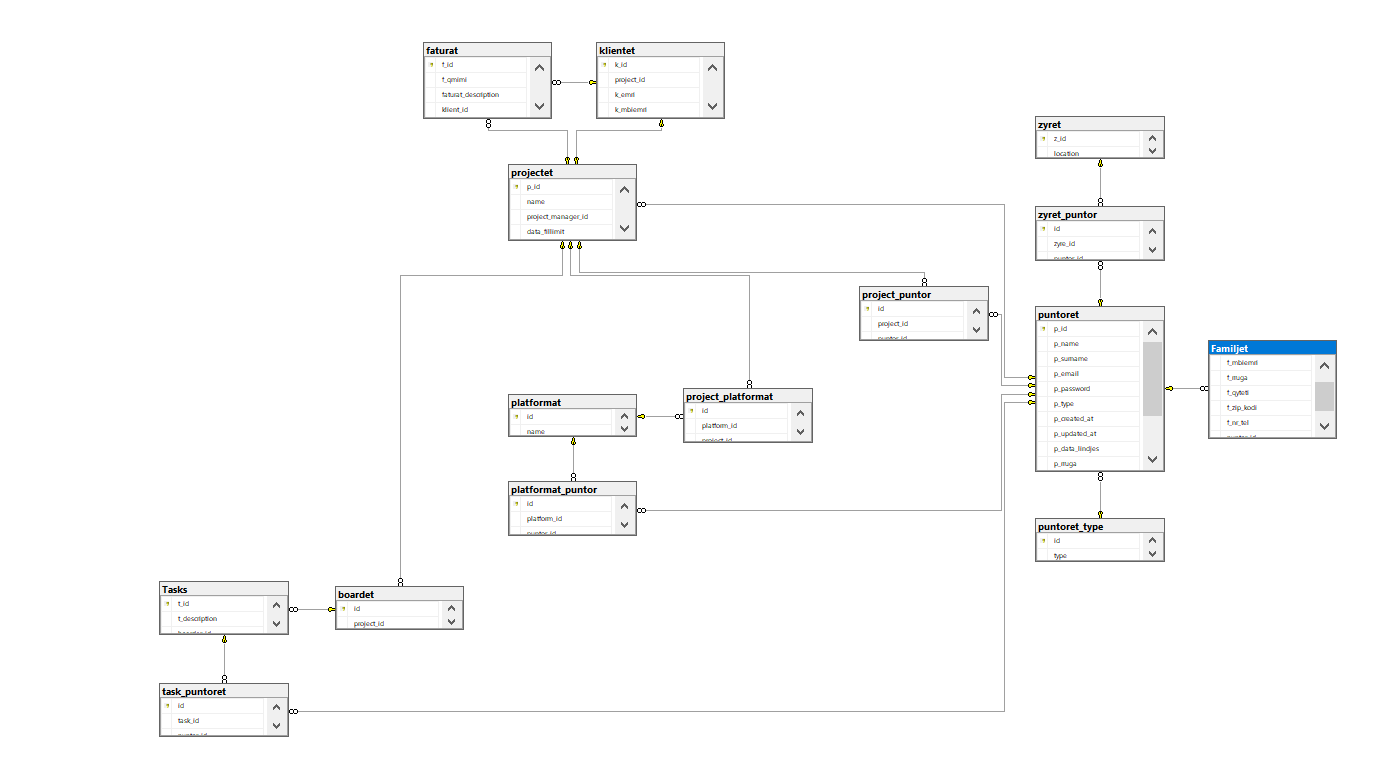 faturat
f_id
f_qmimi
faturat_description
klient_id
klientet
k_id
project_id
k_emri
k_mbiemri
projectet
p_id
name
project_manager_id
data_fillimit
zyret
z_id
location
zyret_puntor
id
zyre_id
puntor_id
project_puntor
id
project_id
puntor_id
puntoret
p_id
p_name
p_surname
p_email
p_password
p_type
p_created_at
p_updated_at
p_data_lindjes
p_rruga
Familjet
f_mbiemri
f_rruga
f_qyteti
f_zip_kodi
f_nr_tel
puntor_id
platformat
id
name
project_platformat
id
platform_id
project_id
platformat_puntor
id
platform_id
puntor_id
puntoret_type
id
type
Tasks
t_id
t_description
boardet
id
project_id
task_puntoret
id
task_id
puntor_id